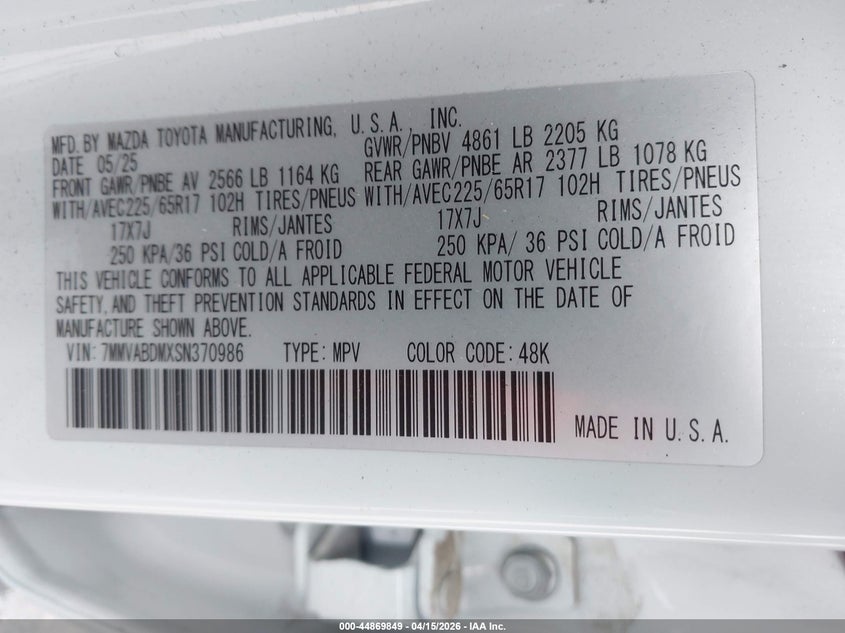 MFD. BY MAZDA TOYOTA MANUFACTURING, U.S.A. INC.
DATE 05/25 GVWR/PNBV 4861 LB 2205 KG
FRONT GAWR/PNBE AV 2566 LB 1164 KG REAR GAWR/PNBE AR 2377 LB 1078 KG
WITH/AVEC225/65R17 102H TIRES/PNEUS WITH/AVEC225/65R17 102H TIRES/PNEUS
17X7J RIMS/JANTES 17X7J RIMS/JANTES
250 KPA/36 PSI COLD/A FROID 250 KPA/ 36 PSI COLD/A FROID
THIS VEHICLE CONFORMS TO ALL APPLICABLE FEDERAL MOTOR VEHICLE
SAFETY, AND THEFT PREVENTION STANDARDS IN EFFECT ON THE DATE OF
MANUFACTURE SHOWN ABOVE.
VIN: 7MMVABDMXSN370986 TYPE: MPV COLOR CODE: 48K
MADE IN U.S.A.
000-44869849 - 04/15/2026 - IAA Inc.